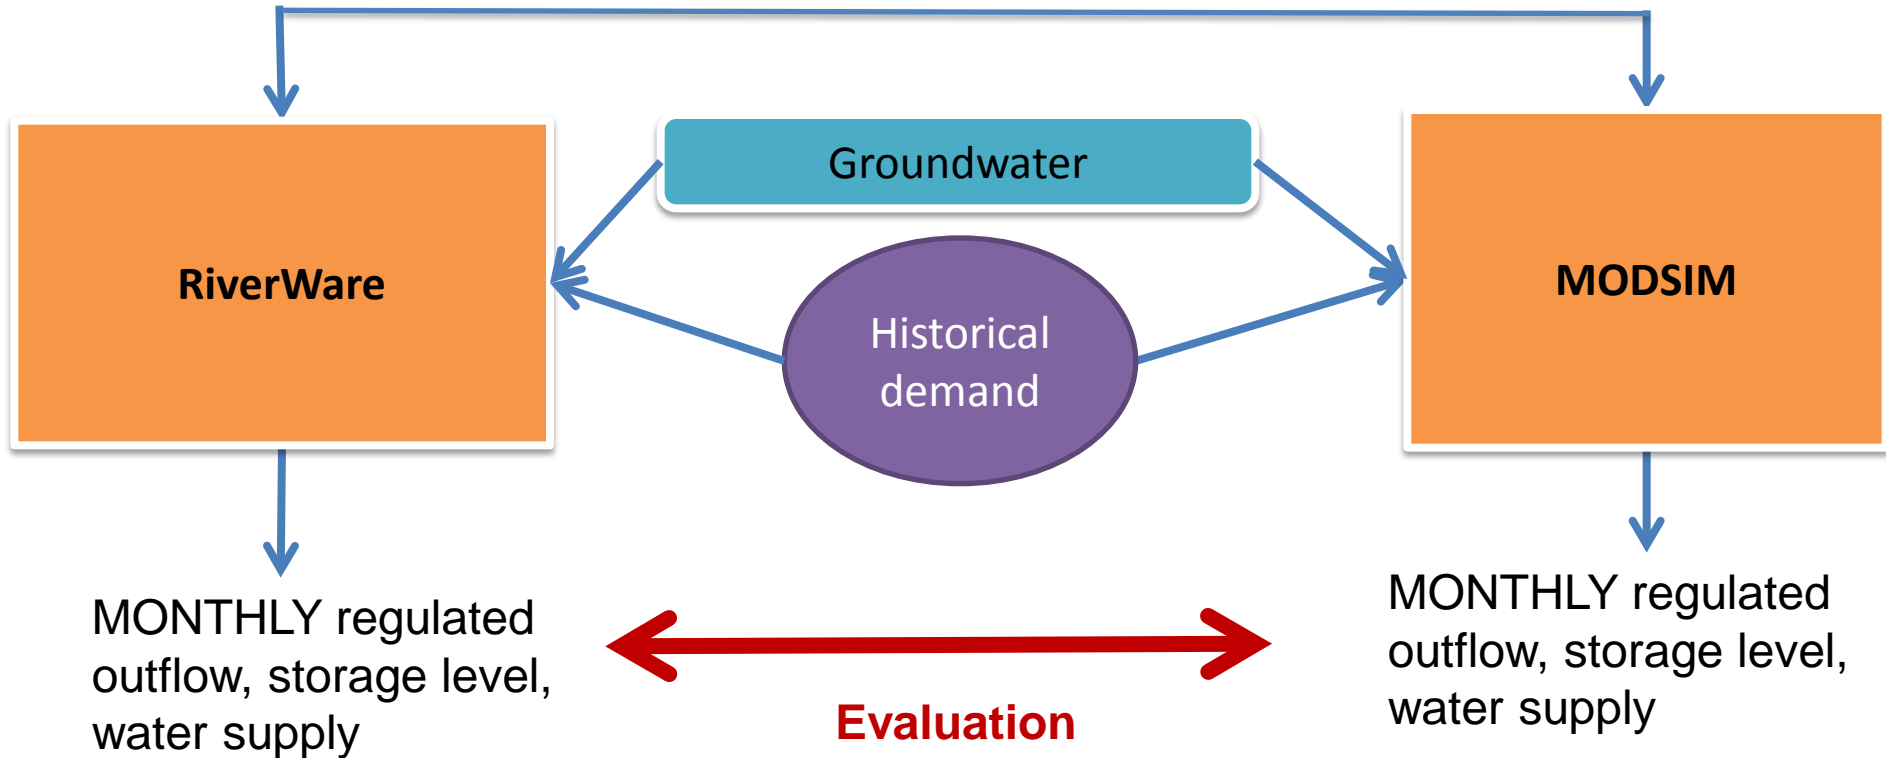 Groundwater
RiverWare
MODSIM
Historical
demand
MONTHLY regulated
outflow, storage level,
water supply
MONTHLY regulated
outflow, storage level,
water supply
Evaluation